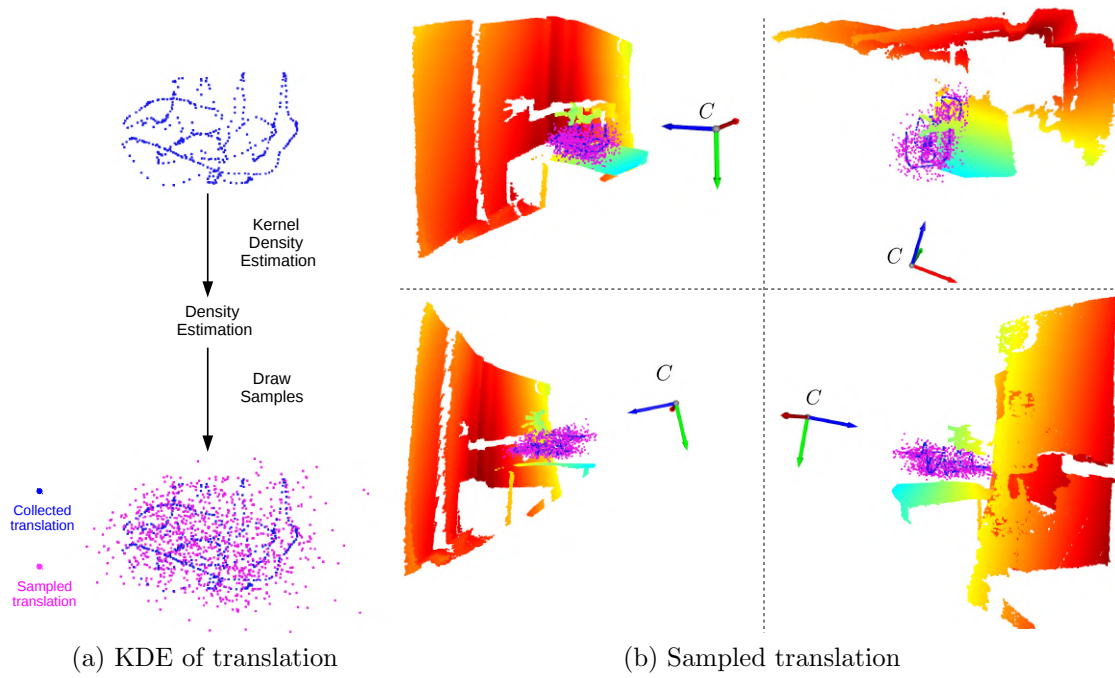 Kernel
Density
Estimation
Density
Estimation
Draw
Samples
Collected
translation
Sampled
translation
(a) KDE of translation
C
C
C
C
(b) Sampled translation